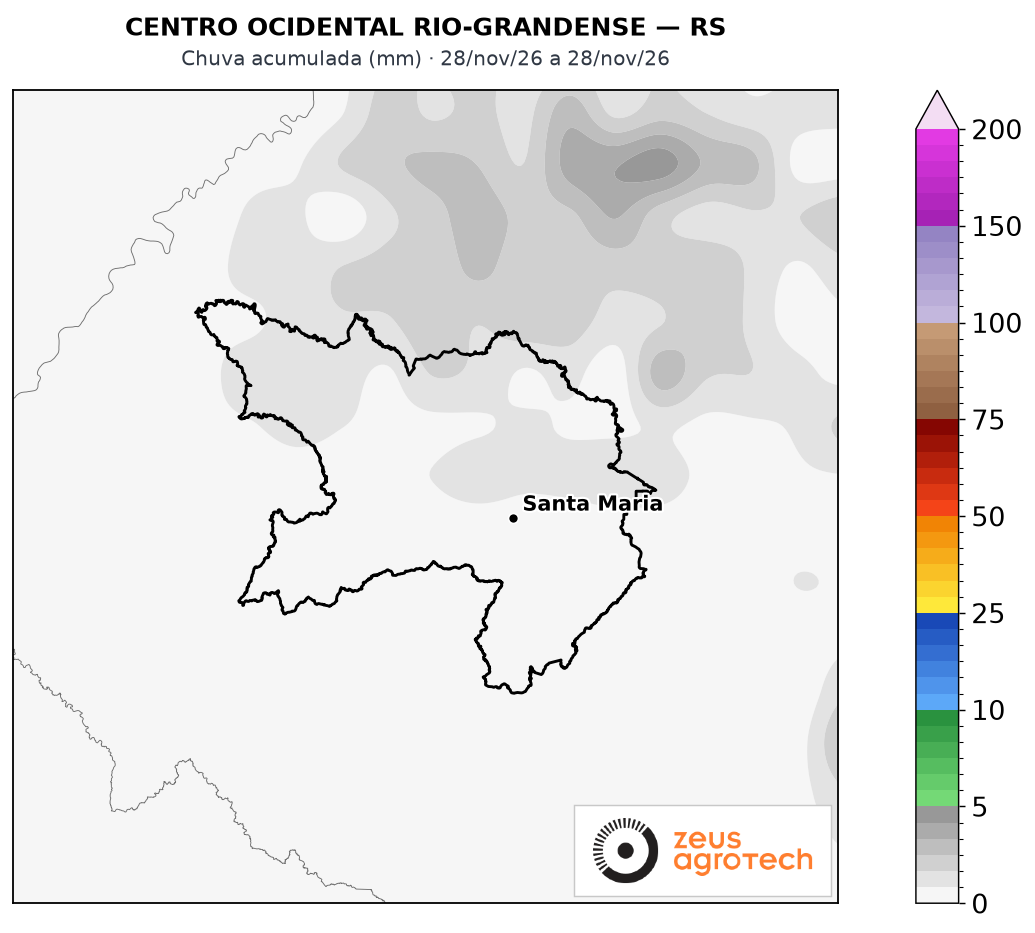 CENTRO OCIDENTAL RIO-GRANDENSE — RS
Chuva acumulada (mm) · 28/nov/26 a 28/nov/26
200
150
100
75
50
25
10
5
0
Santa Maria
zeus
agrotech